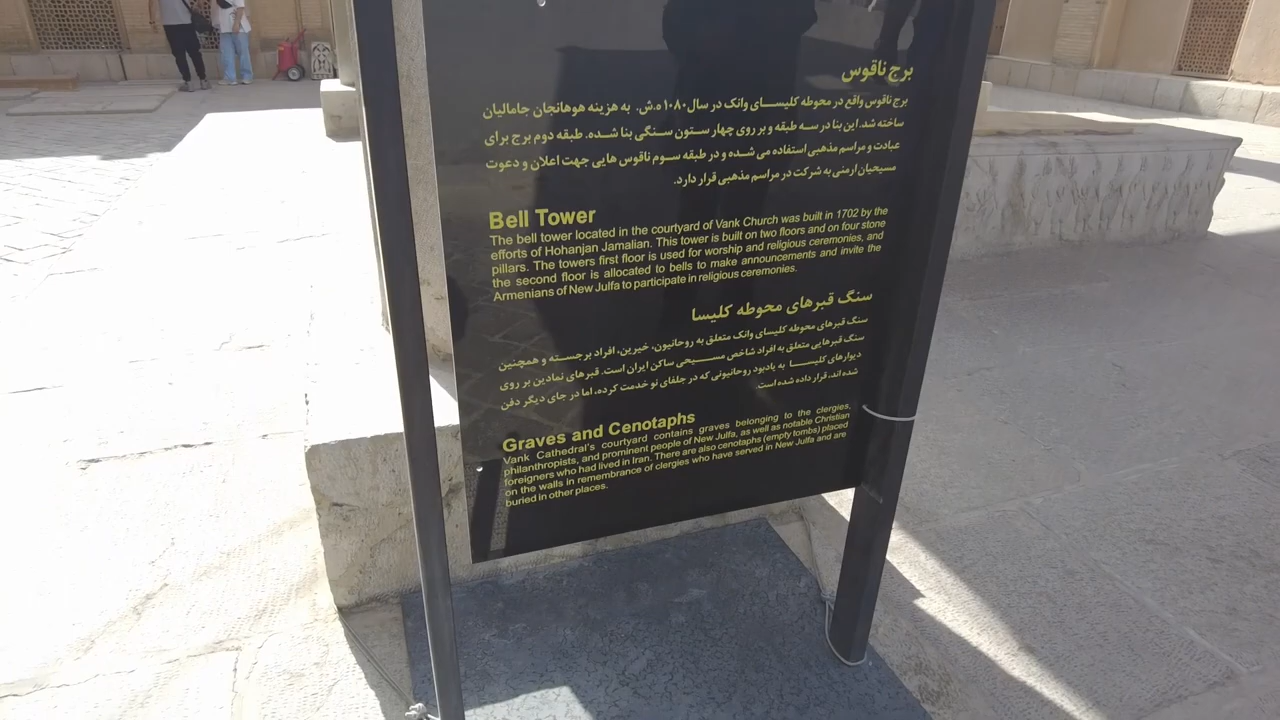 برج ناقوس
برج ناقوس واقع در محوطه کلیسای وانک در سال ۱۰۸۰ ه.ش. به هزینه هوهانجان جامالیان
ساخته شد. این بنا در سه طبقه و بر روی چهار ستون سنگی بنا شده. طبقه دوم برج برای
عبادت و مراسم مذهبی استفاده می شده و در طبقه سوم ناقوس هایی جهت اعلان و دعوت
مسیحیان ارمنی به شرکت در مراسم مذهبی قرار دارد.
Bell Tower
The bell tower located in the courtyard of Vank Church was built in 1702 by the
efforts of Hohanjan Jamalian. This tower is built on two floors and on four stone
pillars. The towers first floor is used for worship and religious ceremonies, and
the second floor is allocated to bells to make announcements and invite the
Armenians of New Julfa to participate in religious ceremonies.
سنگ قبرهای محوطه کلیسا
سنگ قبرهای محوطه کلیسای وانک متعلق به روحانیون، خیرین، افراد برجسته و همچنین
سنگ قبرهایی متعلق به افراد شاخص مسیحی ساکن ایران است. قبرهای نمادین بر روی
دیوارهای کلیسا به یادبود روحانیونی که در جلفای نو خدمت کرده، اما در جای دیگر دفن
شده اند، قرار داده شده است.
Graves and Cenotaphs
Vank Cathedral's courtyard contains graves belonging to the clergies,
philanthropists, and prominent people of New Julfa, as well as notable Christian
foreigners who had lived in Iran. There are also cenotaphs (empty tombs) placed
on the walls in remembrance of clergies who have served in New Julfa and are
buried in other places.